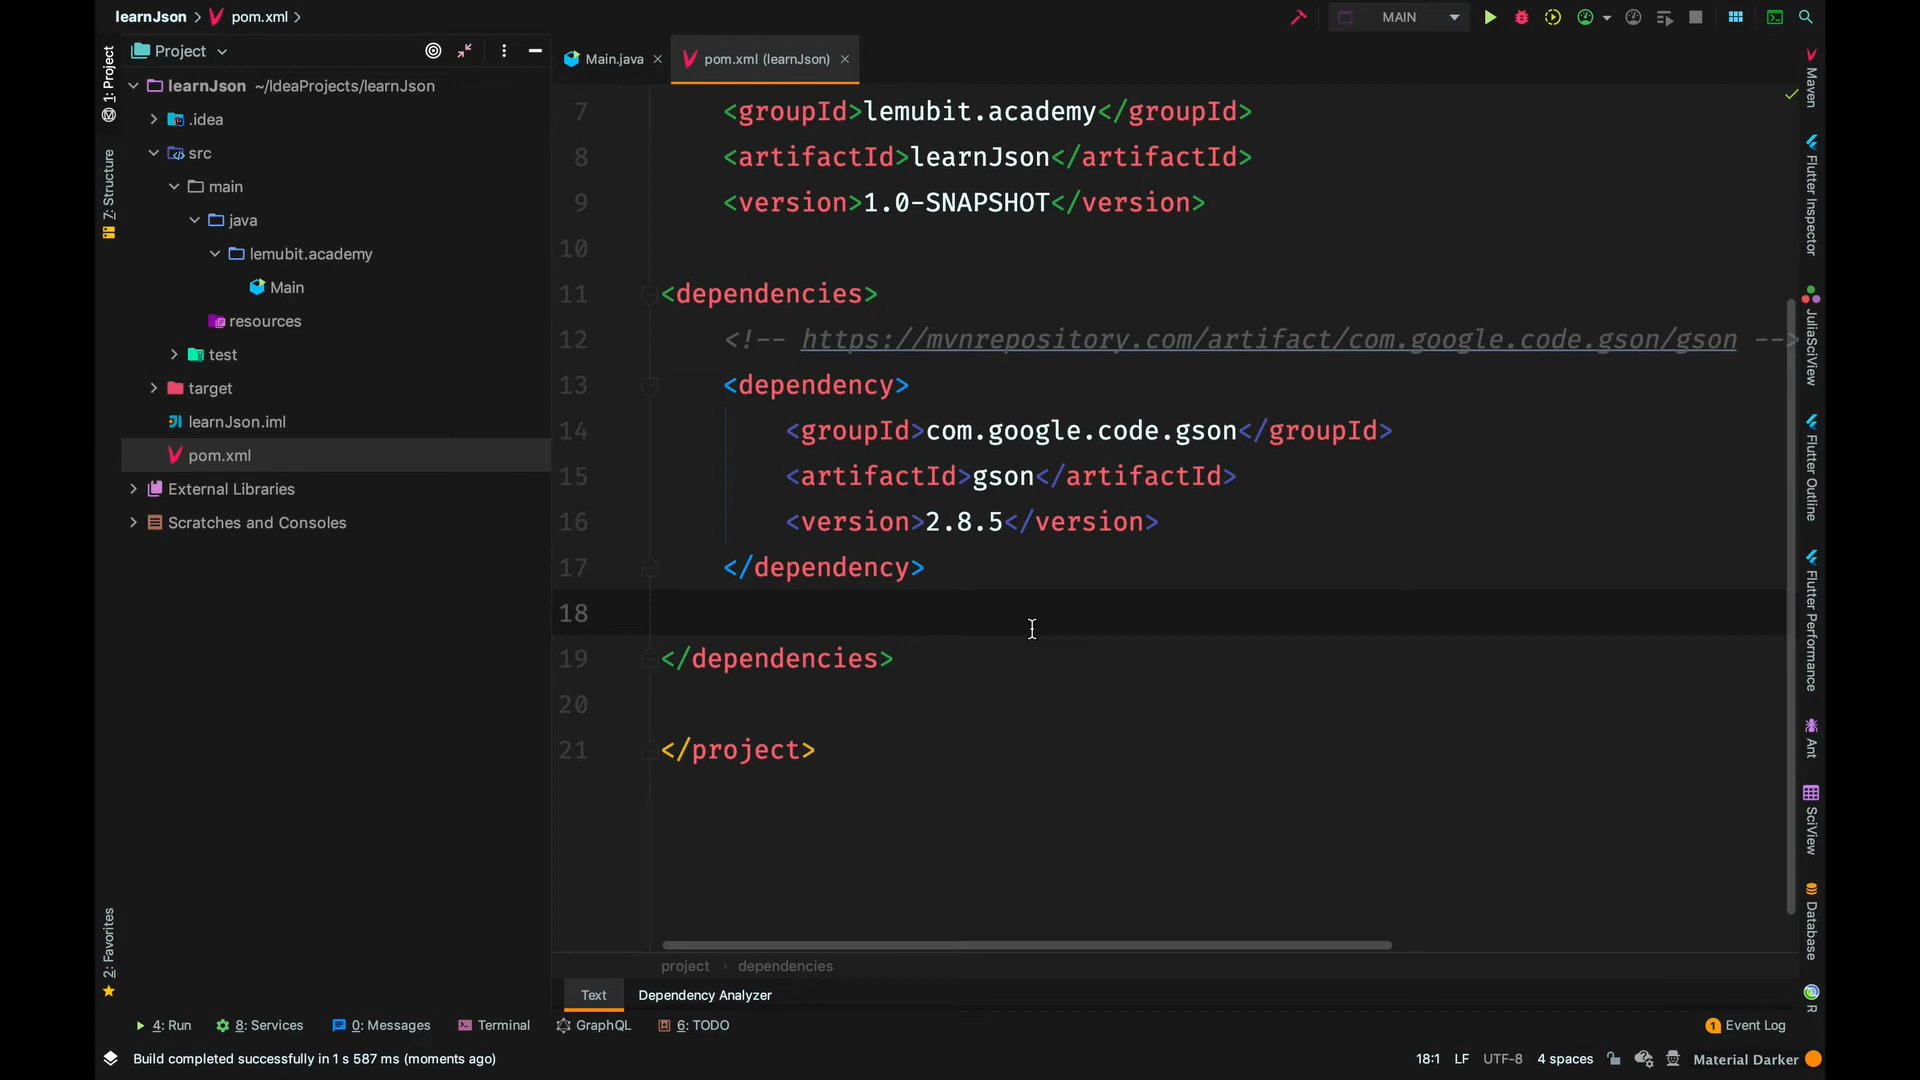 learnJson
pom.xml
MAIN
1: Project
7: Structure
2: Favorites
Project
learnJson ~/IdeaProjects/learnJson
.idea
src
main
java
lemubit.academy
Main
resources
test
target
learnJson.iml
pom.xml
External Libraries
Scratches and Consoles
Main.java
pom.xml (learnJson)
7 <groupId>lemubit.academy</groupId>
8 <artifactId>learnJson</artifactId>
9 <version>1.0-SNAPSHOT</version>
10
11 <dependencies>
12 <!-- https://mvnrepository.com/artifact/com.google.code.gson/gson -->
13 <dependency>
14 <groupId>com.google.code.gson</groupId>
15 <artifactId>gson</artifactId>
16 <version>2.8.5</version>
17 </dependency>
18
19 </dependencies>
20
21 </project>
project › dependencies
Text Dependency Analyzer
Maven
Flutter Inspector
JuliaSciView
Flutter Outline
Flutter Performance
Ant
SciView
Database
R
4: Run 8: Services 0: Messages Terminal GraphQL 6: TODO 1 Event Log
Build completed successfully in 1 s 587 ms (moments ago) 18:1 LF UTF-8 4 spaces Material Darker